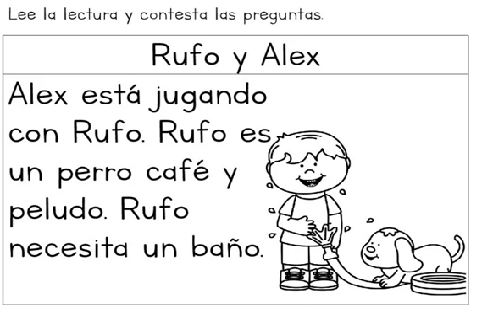 Lee la lectura y contesta las preguntas.
Rufo y Alex
Alex está jugando
con Rufo. Rufo es
un perro café y
peludo. Rufo
necesita un baño.